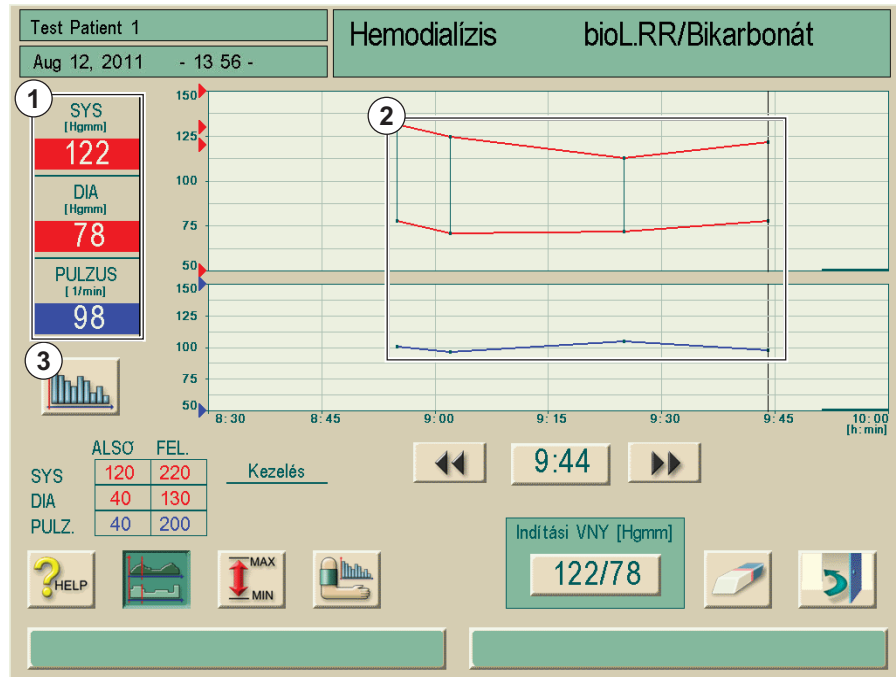 Test Patient 1
Aug 12, 2011 - 13 56 -
Hemodialízis bioL.RR/Bikarbonát
1
SYS
[Hgmm]
122
DIA
[Hgmm]
78
PULZUS
[1/min]
98
3
2
150
125
100
75
50
150
125
100
75
50
8:30 8:45 9:00 9:15 9:30 9:45 10:00
[h:min]
9:44
ALSO FEL.
SYS 120 220
DIA 40 130
PULZ. 40 200
Kezelés
Indítási VNY [Hgmm]
122/78
HELP
MAX
MIN